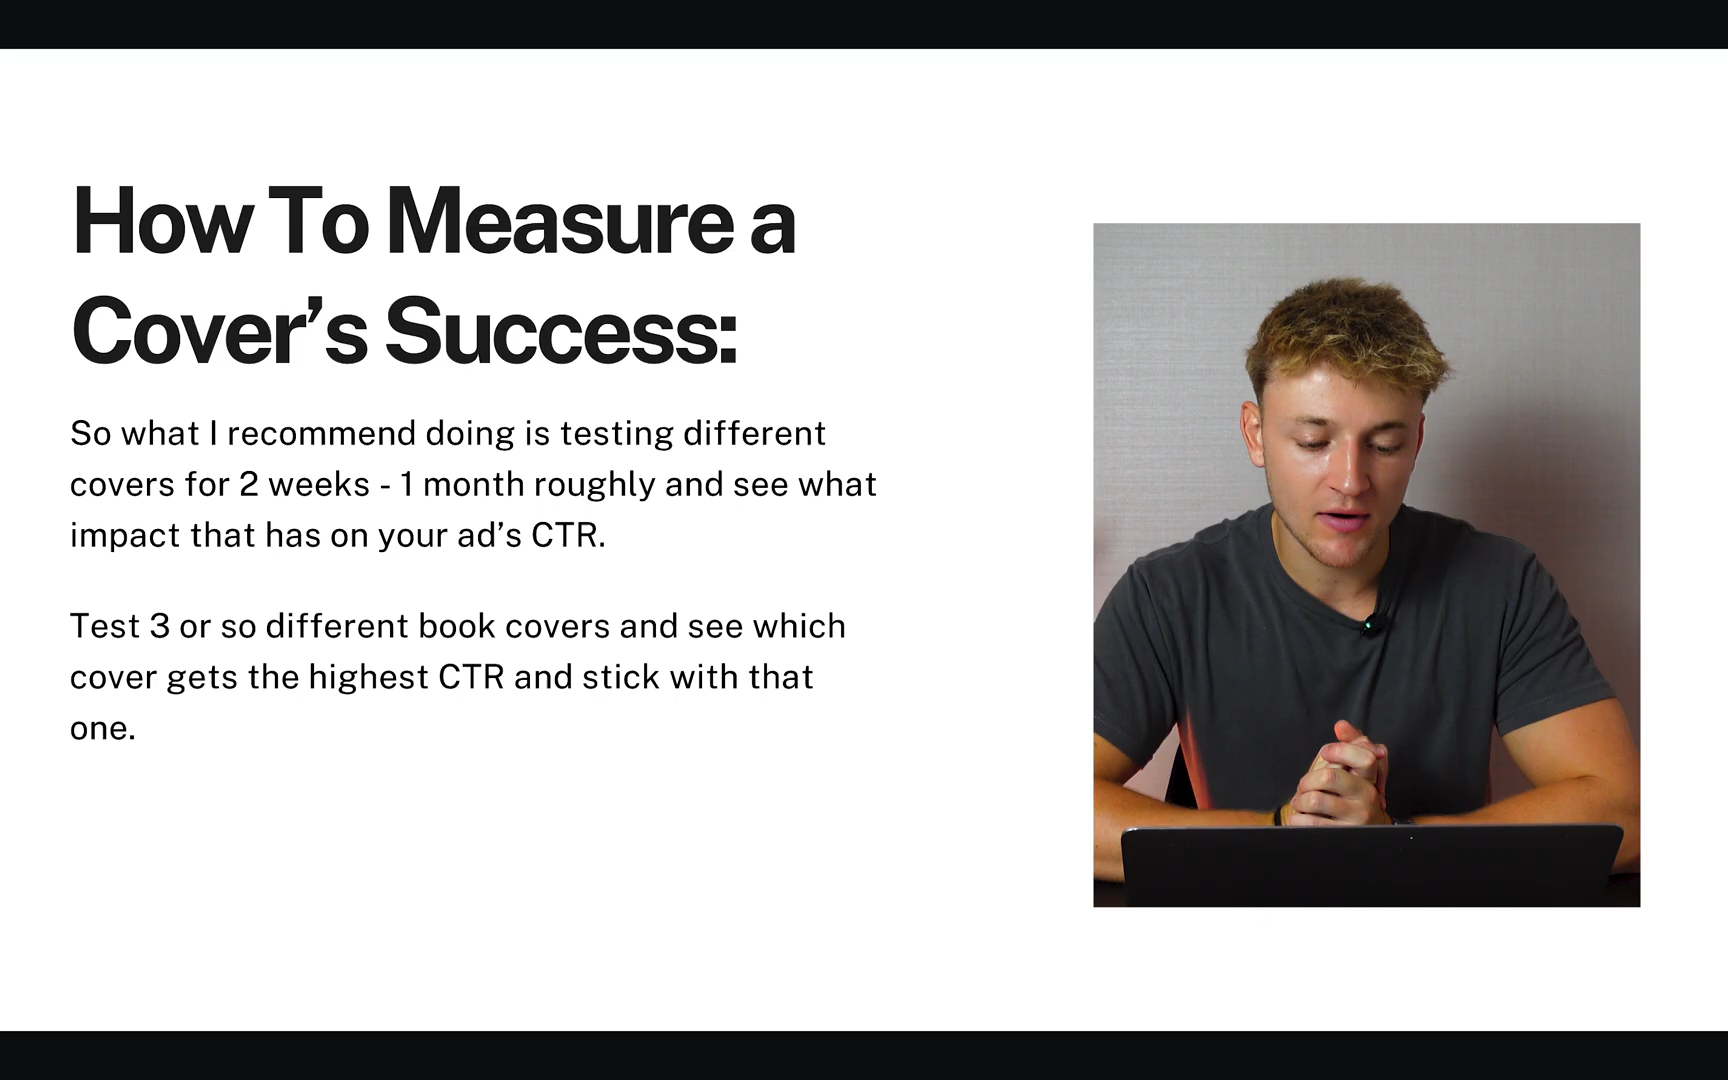 How To Measure a
Cover’s Success:
So what I recommend doing is testing different
covers for 2 weeks - 1 month roughly and see what
impact that has on your ad’s CTR.
Test 3 or so different book covers and see which
cover gets the highest CTR and stick with that
one.